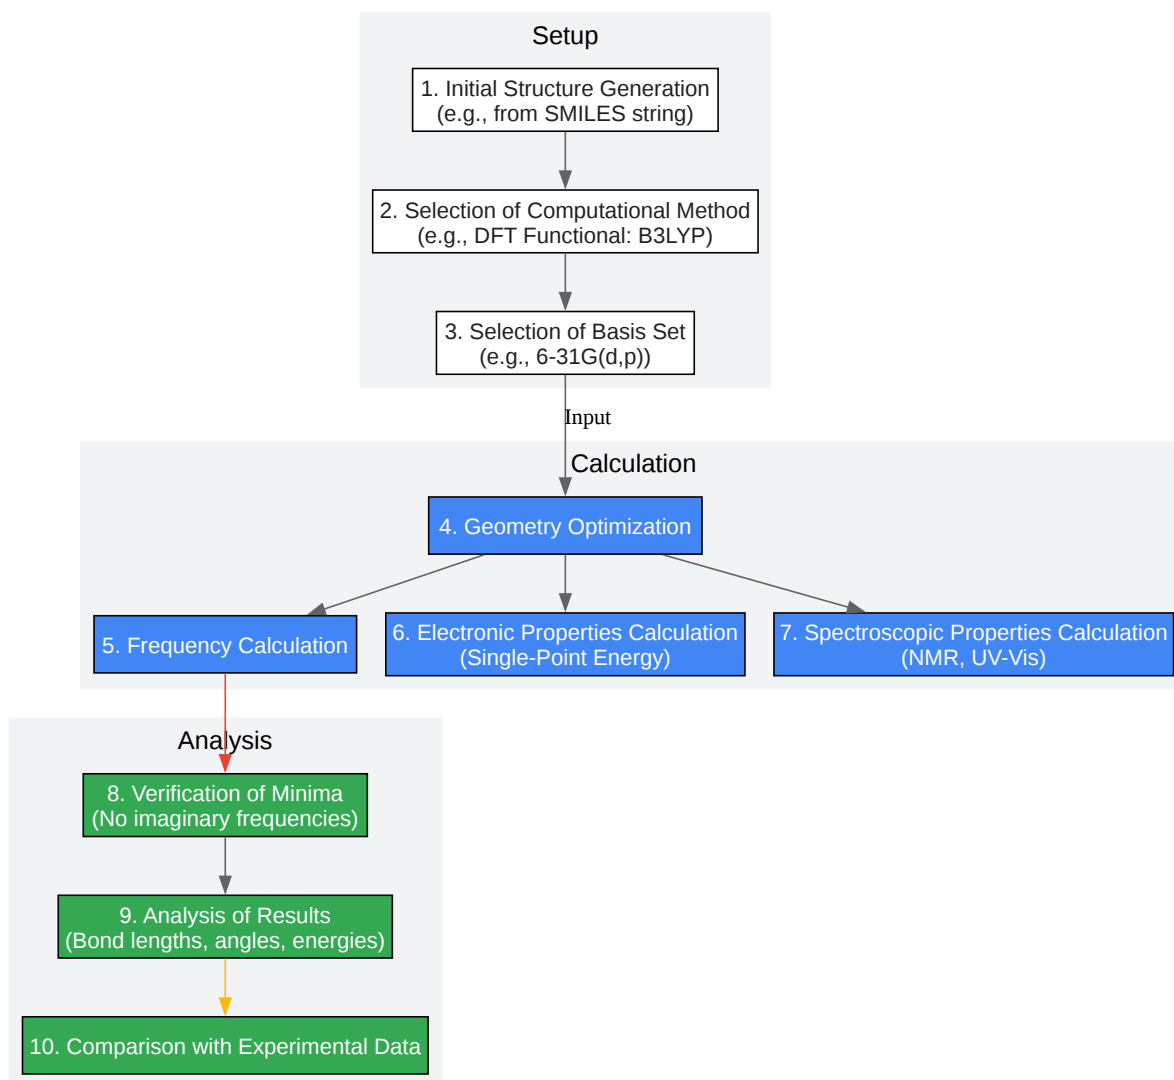 Setup
1. Initial Structure Generation
(e.g., from SMILES string)
2. Selection of Computational Method
(e.g., DFT Functional: B3LYP)
3. Selection of Basis Set
(e.g., 6-31G(d,p))
Input
Calculation
4. Geometry Optimization
5. Frequency Calculation
6. Electronic Properties Calculation
(Single-Point Energy)
7. Spectroscopic Properties Calculation
(NMR, UV-Vis)
Analysis
8. Verification of Minima
(No imaginary frequencies)
9. Analysis of Results
(Bond lengths, angles, energies)
10. Comparison with Experimental Data